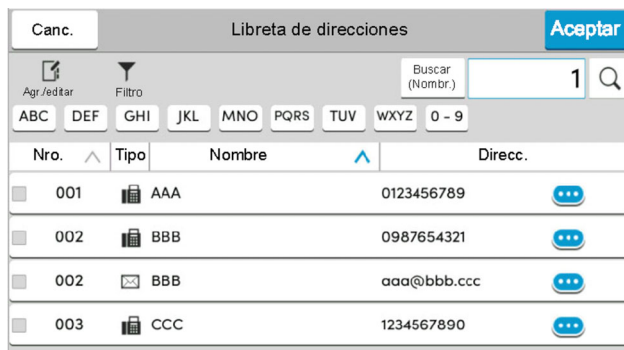 Canc. Libreta de direcciones Aceptar
Agr./editar Filtro Buscar (Nombr.) 1
ABC DEF GHI JKL MNO PQRS TUV WXYZ 0 - 9
Nro. Tipo Nombre Direcc.
001 AAA 0123456789
002 BBB 0987654321
002 BBB aaa@bbb.ccc
003 CCC 1234567890